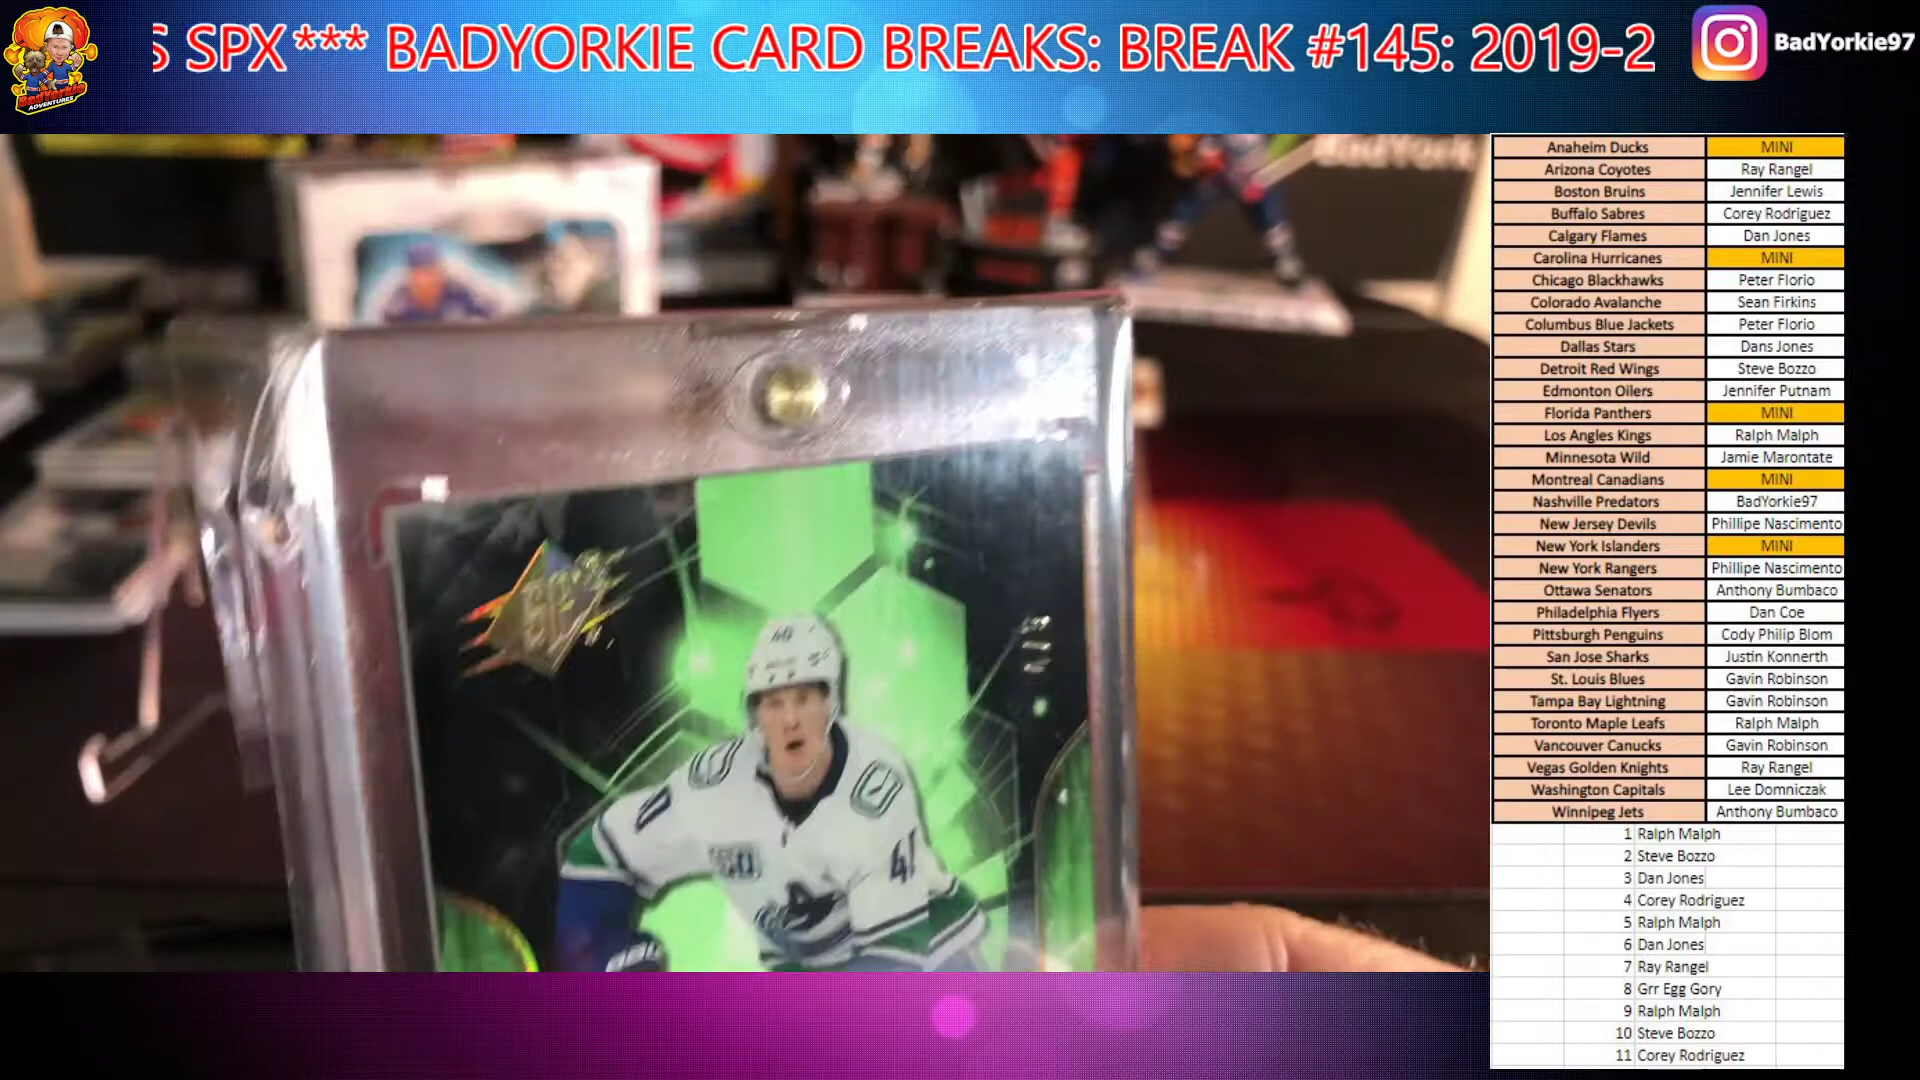 S SPX*** BADYORKIE CARD BREAKS: BREAK #145: 2019-2
BadYorkie97
BadYorkie
ADVENTURES
BadYork
Anaheim Ducks MINI
Arizona Coyotes Ray Rangel
Boston Bruins Jennifer Lewis
Buffalo Sabres Corey Rodriguez
Calgary Flames Dan Jones
Carolina Hurricanes MINI
Chicago Blackhawks Peter Florio
Colorado Avalanche Sean Firkins
Columbus Blue Jackets Peter Florio
Dallas Stars Dans Jones
Detroit Red Wings Steve Bozzo
Edmonton Oilers Jennifer Putnam
Florida Panthers MINI
Los Angles Kings Ralph Malph
Minnesota Wild Jamie Marontate
Montreal Canadians MINI
Nashville Predators BadYorkie97
New Jersey Devils Phillipe Nascimento
New York Islanders MINI
New York Rangers Phillipe Nascimento
Ottawa Senators Anthony Bumbaco
Philadelphia Flyers Dan Coe
Pittsburgh Penguins Cody Philip Blom
San Jose Sharks Justin Konnerth
St. Louis Blues Gavin Robinson
Tampa Bay Lightning Gavin Robinson
Toronto Maple Leafs Ralph Malph
Vancouver Canucks Gavin Robinson
Vegas Golden Knights Ray Rangel
Washington Capitals Lee Domniczak
Winnipeg Jets Anthony Bumbaco
1 Ralph Malph
2 Steve Bozzo
3 Dan Jones
4 Corey Rodriguez
5 Ralph Malph
6 Dan Jones
7 Ray Rangel
8 Grr Egg Gory
9 Ralph Malph
10 Steve Bozzo
11 Corey Rodriguez
SPX
40